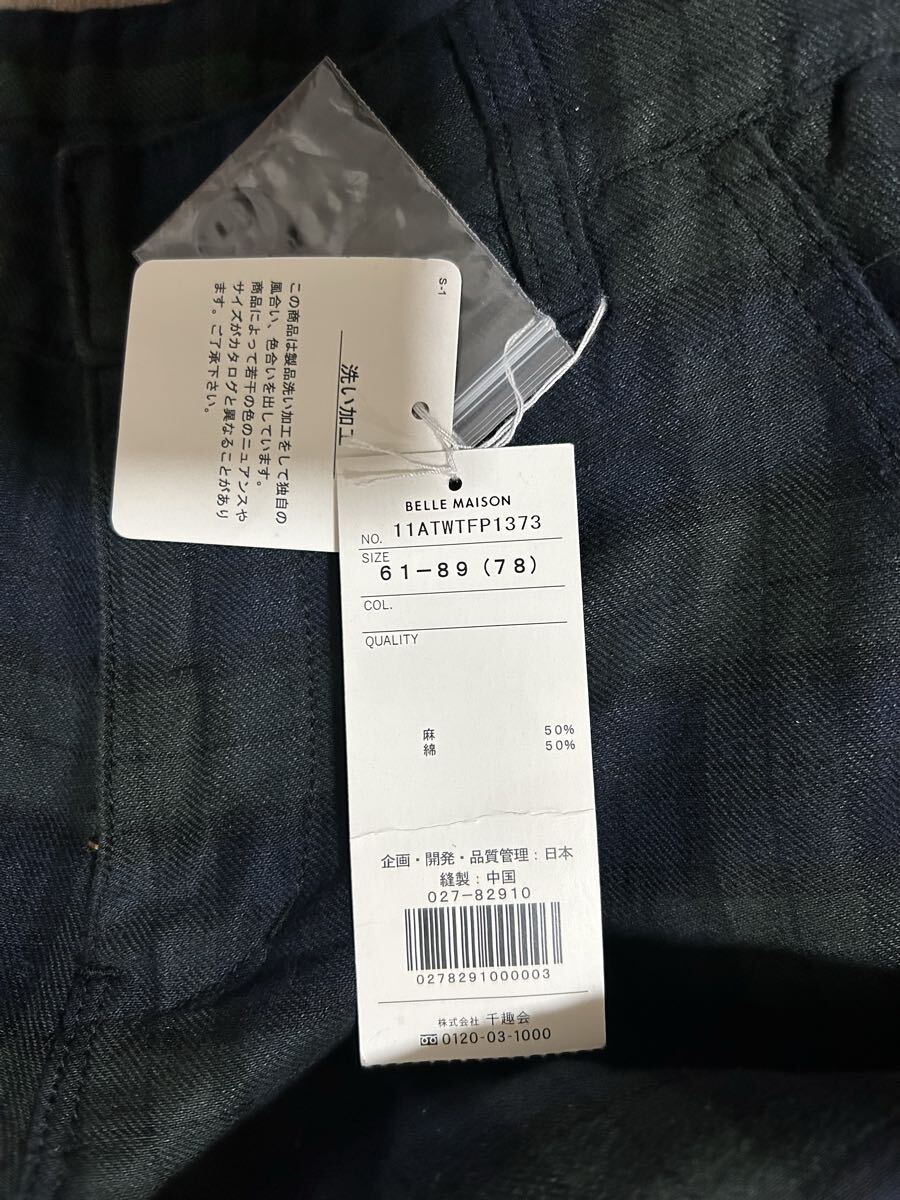 S-1
洗い加工
この商品は製品洗い加工をして独自の
風合い、色合いを出しています。
商品によって若干の色のニュアンスや
サイズがカタログと異なることがあり
ます。ご了承下さい。
BELLE MAISON
NO. 11ATWTFP1373
SIZE
61-89(78)
COL.
QUALITY
麻 50%
綿 50%
企画・開発・品質管理:日本
縫製:中国
027-82910
0278291000003
株式会社 千趣会
0120-03-1000